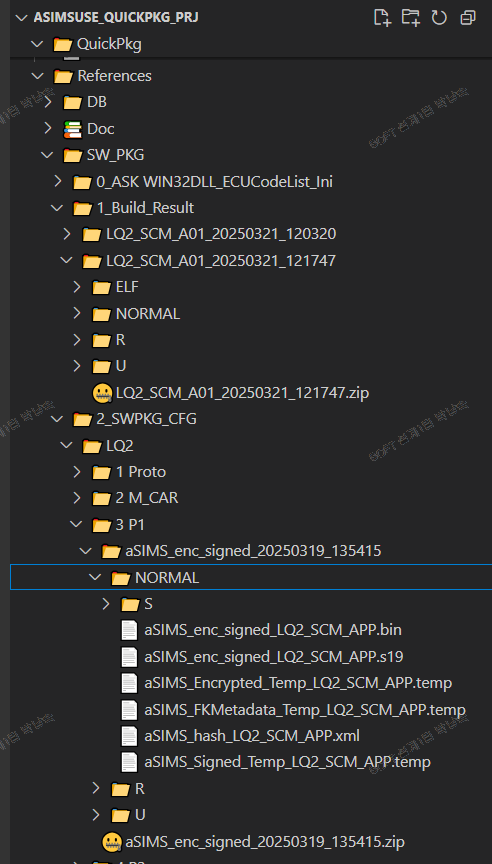 ASIMSUSE_QUICKPKG_PRJ
QuickPkg
References
DB
Doc
SW_PKG
0_ASK WIN32DLL_ECUCodeList_Ini
1_Build_Result
LQ2_SCM_A01_20250321_120320
LQ2_SCM_A01_20250321_121747
ELF
NORMAL
R
U
LQ2_SCM_A01_20250321_121747.zip
2_SWPKG_CFG
LQ2
1 Proto
2 M_CAR
3 P1
aSIMS_enc_signed_20250319_135415
NORMAL
S
aSIMS_enc_signed_LQ2_SCM_APP.bin
aSIMS_enc_signed_LQ2_SCM_APP.s19
aSIMS_Encrypted_Temp_LQ2_SCM_APP.temp
aSIMS_FKMetadata_Temp_LQ2_SCM_APP.temp
aSIMS_hash_LQ2_SCM_APP.xml
aSIMS_Signed_Temp_LQ2_SCM_APP.temp
R
U
aSIMS_enc_signed_20250319_135415.zip